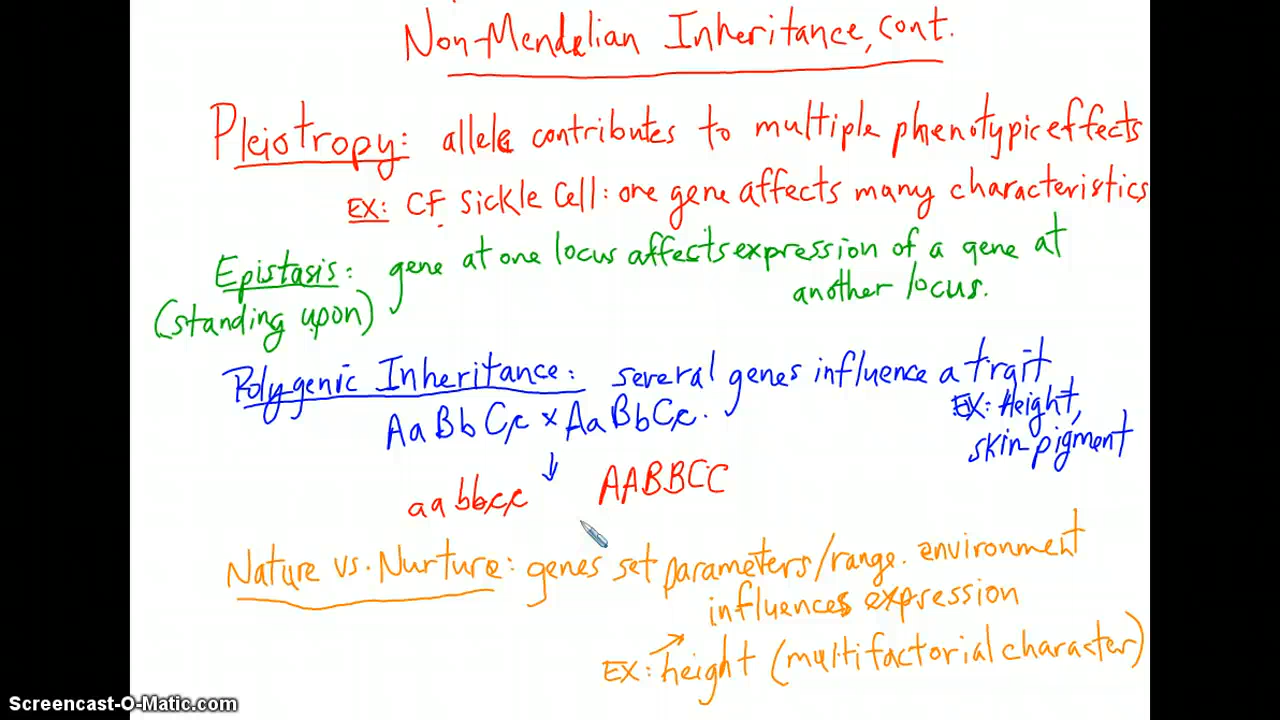 Non-Mendelian Inheritance, cont.
Pleiotropy: allele contributes to multiple phenotypic effects
EX: CF Sickle Cell: one gene affects many characteristics
Epistasis: gene at one locus affects expression of a gene at
another locus.
(standing upon)
Polygenic Inheritance: several genes influence a trait
AaBbCc x AaBbCc.
EX: Height,
skin pigment
aabbcc AABBCC
Nature vs. Nurture: genes set parameters/range. environment
influences expression
EX: height (multifactorial character)
Screencast-O-Matic.com